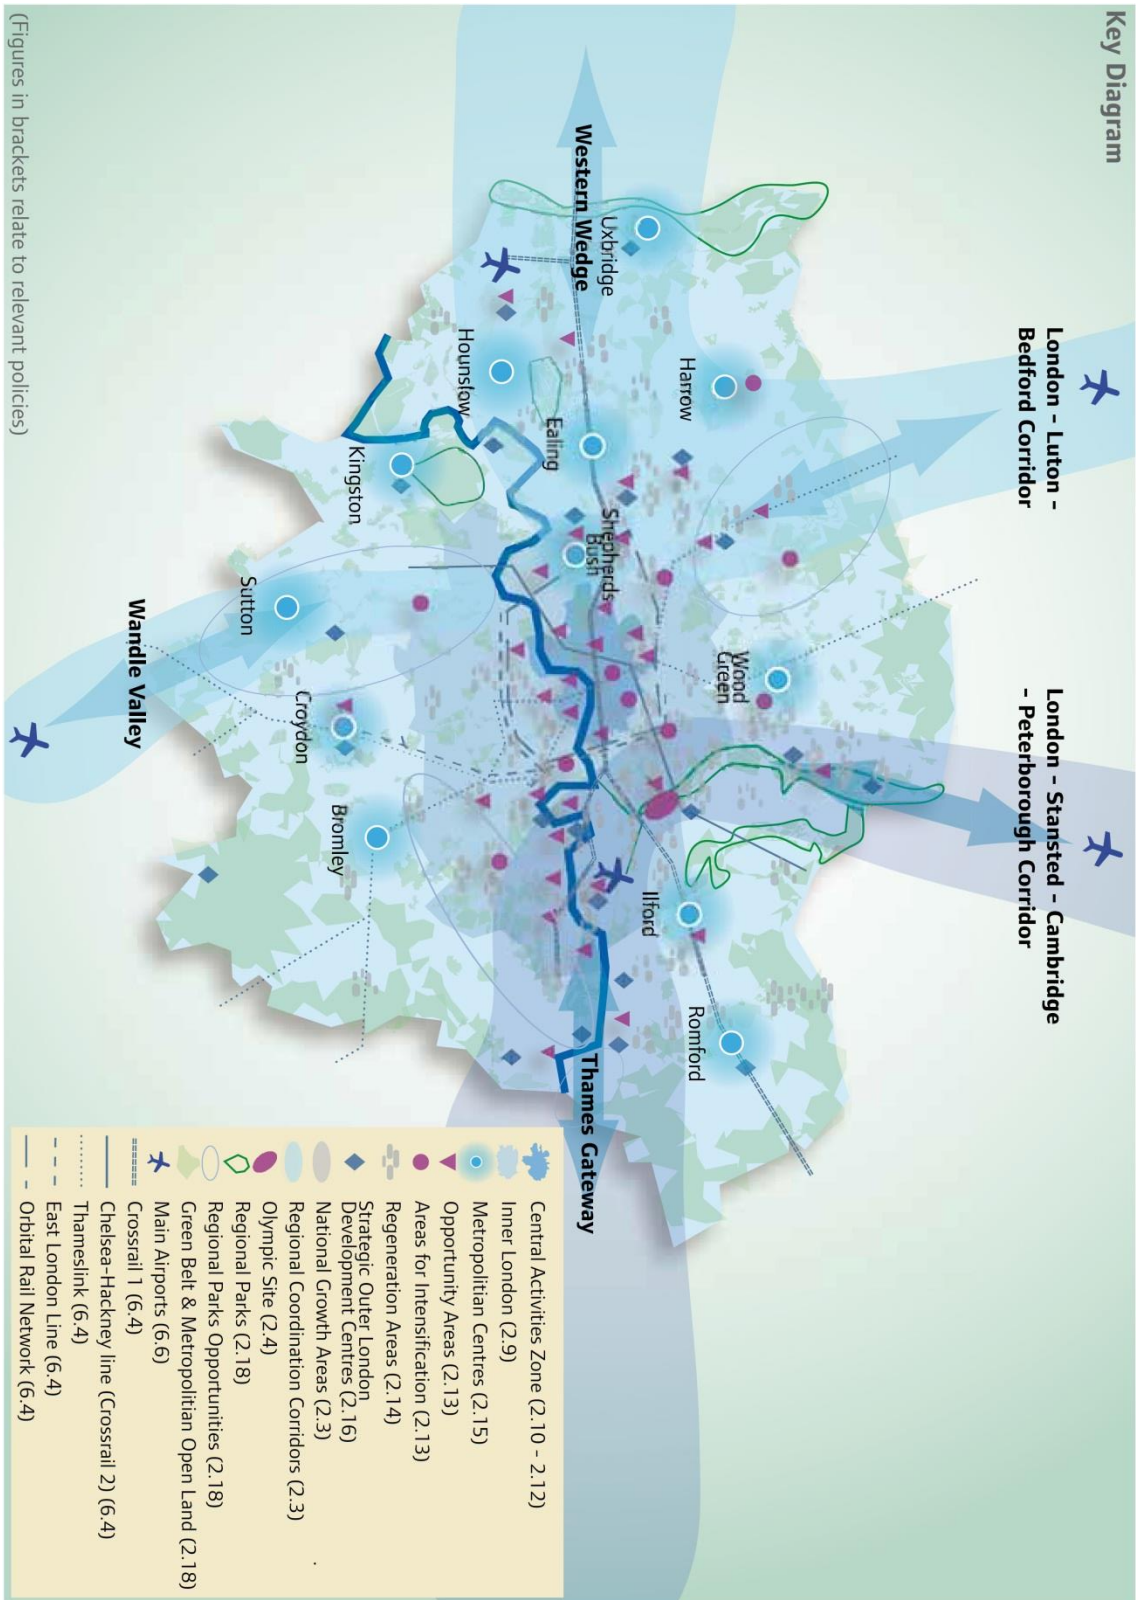 Key Diagram
London – Luton –
Bedford Corridor
London – Stansted – Cambridge
– Peterborough Corridor
Western Wedge
Uxbridge
Harrow
Hounslow
Ealing
Kingston
Shepherds
Bush
Wood
Green
Sutton
Croydon
Bromley
Ilford
Romford
Wandle Valley
Thames Gateway
Central Activities Zone (2.10 – 2.12)
Inner London (2.9)
Metropolitian Centres (2.15)
Opportunity Areas (2.13)
Areas for Intensification (2.13)
Regeneration Areas (2.14)
Strategic Outer London
Development Centres (2.16)
National Growth Areas (2.3)
Regional Coordination Corridors (2.3)
Olympic Site (2.4)
Regional Parks (2.18)
Regional Parks Opportunities (2.18)
Green Belt & Metropolitian Open Land (2.18)
Main Airports (6.6)
Crossrail 1 (6.4)
Chelsea-Hackney line (Crossrail 2) (6.4)
Thameslink (6.4)
East London Line (6.4)
Orbital Rail Network (6.4)
(Figures in brackets relate to relevant policies)